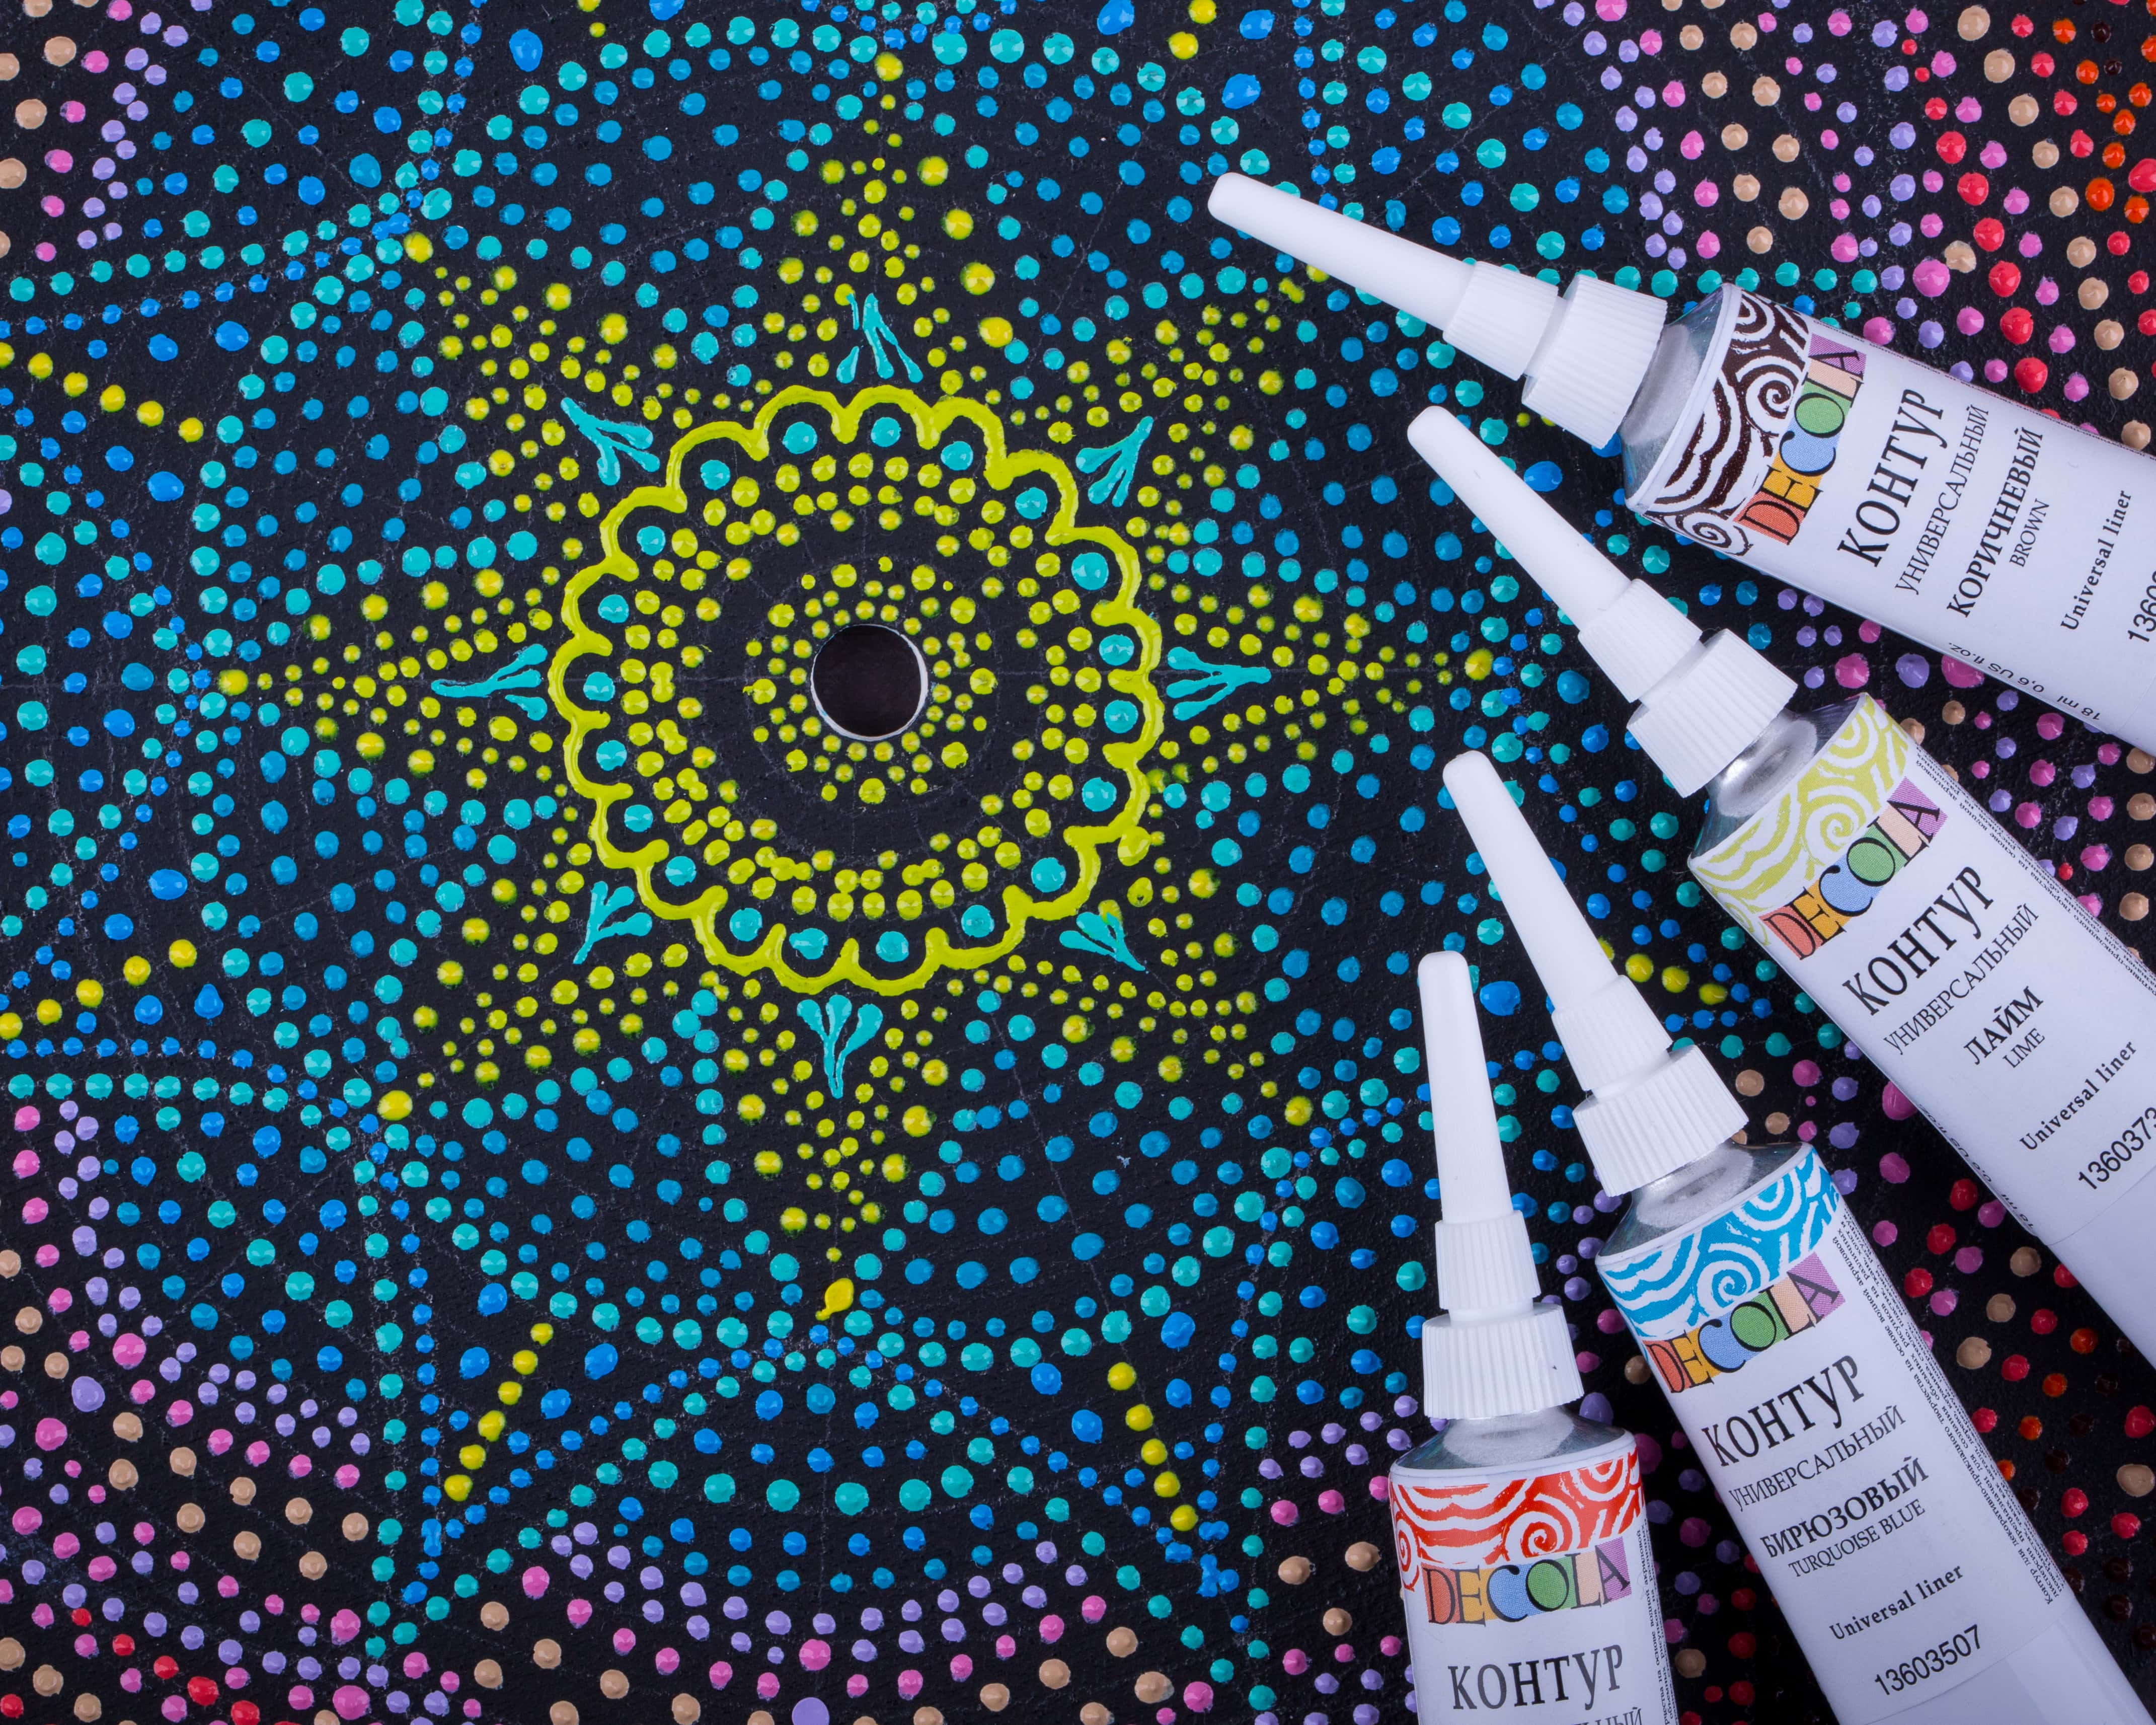 DECOLA
КОНТУР
УНИВЕРСАЛЬНЫЙ
КОРИЧНЕВЫЙ
BROWN
Universal liner
18 ml 0,6 US fl.oz.
DECOLA
КОНТУР
УНИВЕРСАЛЬНЫЙ
ЛАЙМ
LIME
Universal liner
1360373
DECOLA
КОНТУР
УНИВЕРСАЛЬНЫЙ
БИРЮЗОВЫЙ
TURQUOISE BLUE
Universal liner
13603507
DECOLA
КОНТУР